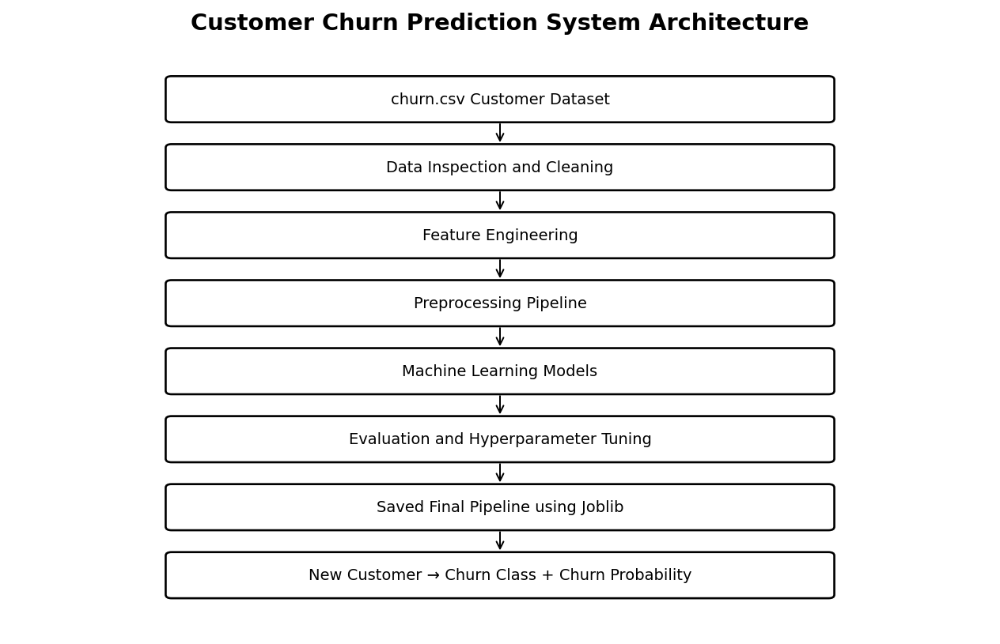 Customer Churn Prediction System Architecture
churn.csv Customer Dataset
Data Inspection and Cleaning
Feature Engineering
Preprocessing Pipeline
Machine Learning Models
Evaluation and Hyperparameter Tuning
Saved Final Pipeline using Joblib
New Customer → Churn Class + Churn Probability